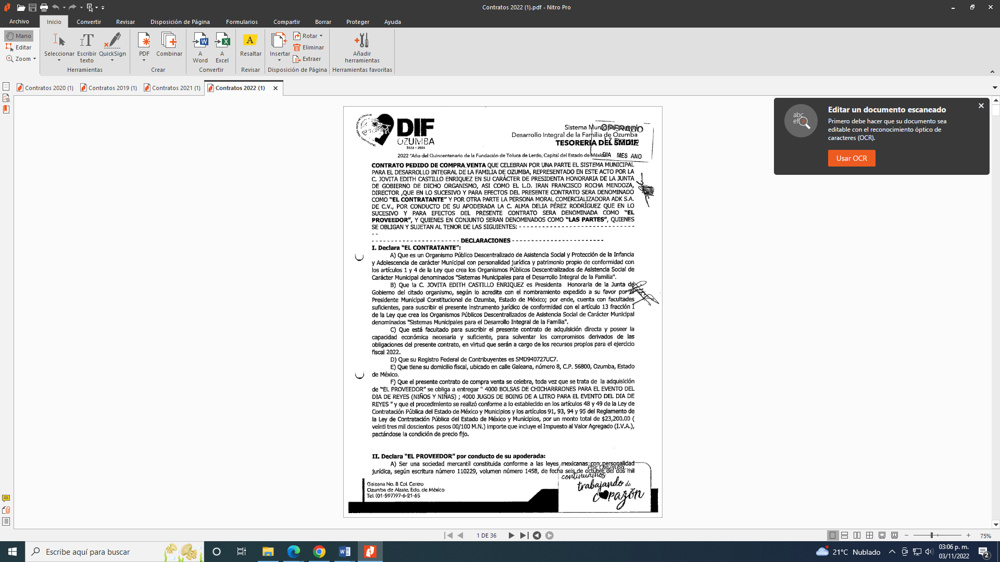 Contratos 2022 (1).pdf - Nitro Pro
Archivo Inicio Convertir Revisar Disposición de Página Formularios Compartir Borrar Proteger Ayuda
Mano
Editar
Zoom
Seleccionar
Escribir texto
QuickSign
Herramientas
PDF
Combinar
Crear
A Word
A Excel
Convertir
Resaltar
Revisar
Insertar
Rotar
Eliminar
Extraer
Disposición de Página
Añadir herramientas
Herramientas favoritas
Contratos 2020 (1) Contratos 2019 (1) Contratos 2021 (1) Contratos 2022 (1)
abc
ef
Editar un documento escaneado
Primero debe hacer que su documento sea
editable con el reconocimiento óptico de
caracteres (OCR).
Usar OCR
DIF
OZUMBA
2022 - 2024
Sistema Municipal para el
Desarrollo Integral de la Familia de Ozumba
TESORERIA DEL SMDIF
OPERADO
DIA MES ANO
2022 "Año del Quincentenario de la Fundación de Toluca de Lerdo, Capital del Estado de México"
CONTRATO PEDIDO DE COMPRA VENTA QUE CELEBRAN POR UNA PARTE EL SISTEMA MUNICIPAL
PARA EL DESARROLLO INTEGRAL DE LA FAMILIA DE OZUMBA, REPRESENTADO EN ESTE ACTO POR LA
C. JOVITA EDITH CASTILLO ENRIQUEZ EN SU CARÁCTER DE PRESIDENTA HONORARIA DE LA JUNTA
DE GOBIERNO DE DICHO ORGANISMO, ASI COMO EL L.D. IRAN FRANCISCO ROCHA MENDOZA,
DIRECTOR ,QUE EN LO SUCESIVO Y PARA EFECTOS DEL PRESENTE CONTRATO SERA DENOMINADO
COMO "EL CONTRATANTE" Y POR OTRA PARTE LA PERSONA MORAL COMERCIALIZADORA ADK S.A.
DE C.V., POR CONDUCTO DE SU APODERADA LA C. ALMA DELIA PÉREZ RODRÍGUEZ QUE EN LO
SUCESIVO Y PARA EFECTOS DEL PRESENTE CONTRATO SERA DENOMINADA COMO "EL
PROVEEDOR", Y QUIENES EN CONJUNTO SERAN DENOMINADOS COMO "LAS PARTES", QUIENES
SE OBLIGAN Y SUJETAN AL TENOR DE LAS SIGUIENTES: - - - - - - - - - - - - - - - - - - - - - - - - - - - - - -
- -
- - - - - - - - - - - - - - - - - - - - - - - - DECLARACIONES - - - - - - - - - - - - - - - - - - - - - - - - -
I. Declara "EL CONTRATANTE":
A) Que es un Organismo Público Descentralizado de Asistencia Social y Protección de la Infancia
y Adolescencia de carácter Municipal con personalidad jurídica y patrimonio propio de conformidad con
los artículos 1 y 4 de la Ley que crea los Organismos Públicos Descentralizados de Asistencia Social de
Carácter Municipal denominados "Sistemas Municipales para el Desarrollo Integral de la Familia".
B) Que la C. JOVITA EDITH CASTILLO ENRIQUEZ es Presidenta Honoraria de la Junta de
Gobierno del citado organismo, según lo acredita con el nombramiento expedido a su favor por el
Presidente Municipal Constitucional de Ozumba, Estado de México; por ende, cuenta con facultades
suficientes, para suscribir el presente instrumento jurídico de conformidad con el artículo 13 fracción I
de la Ley que crea los Organismos Públicos Descentralizados de Asistencia Social de Carácter Municipal
denominados "Sistemas Municipales para el Desarrollo Integral de la Familia".
C) Que está facultado para suscribir el presente contrato de adquisición directa y poseer la
capacidad económica necesaria y suficiente, para solventar los compromisos derivados de las
obligaciones del presente contrato, en virtud que serán a cargo de los recursos propios para el ejercicio
fiscal 2022.
D) Que su Registro Federal de Contribuyentes es SMD940727UC7.
E) Que tiene su domicilio fiscal, ubicado en calle Galeana, número 8, C.P. 56800, Ozumba, Estado
de México.
F) Que el presente contrato de compra venta se celebra, toda vez que se trata de la adquisición
de "EL PROVEEDOR" se obliga a entregar " 4000 BOLSAS DE CHICHARRRONES PARA EL EVENTO DEL
DIA DE REYES (NIÑOS Y NIÑAS) ; 4000 JUGOS DE BOING DE A LITRO PARA EL EVENTO DEL DIA DE
REYES " y que el procedimiento se realizó conforme a lo establecido en los artículos 48 y 49 de la Ley de
Contratación Pública del Estado de México y Municipios y los artículos 91, 93, 94 y 95 del Reglamento de
la Ley de Contratación Pública del Estado de México y Municipios, por un monto total de $23,200.00 (
veinti tres mil doscientos pesos 00/100 M.N.) importe que incluye el Impuesto al Valor Agregado (I.V.A.),
pactándose la condición de precio fijo.
II. Declara "EL PROVEEDOR" por conducto de su apoderada:
A) Ser una sociedad mercantil constituida conforme a las leyes mexicanas con personalidad
jurídica, según escritura número 110229, volumen número 1458, de fecha seis de octubre del dos mil
Galeana No. 8 Col. Centro
Ozumba de Alzate, Edo. de México
Tel. (01-597)97-6-21-65
Por Ozumba...
continuamos
trabajando de
corazón
1 DE 36
75%
Escribe aquí para buscar
21°C Nublado
03:06 p. m.
03/11/2022
2